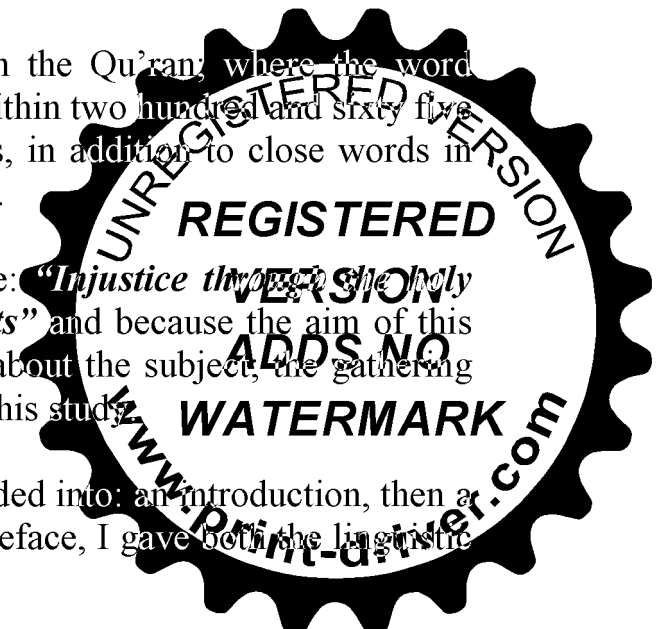 n the Qu’ran; where the word
ithin two hundred and sixty five
s, in addition to close words in
e: “Injustice through the holy
ts” and because the aim of this
about the subject; the gathering
his study.
ded into: an introduction, then a
eface, I gave both the linguistic
UNREGISTERED VERSION
REGISTERED
VERSION
ADDS NO
WATERMARK
www.print-driver.com